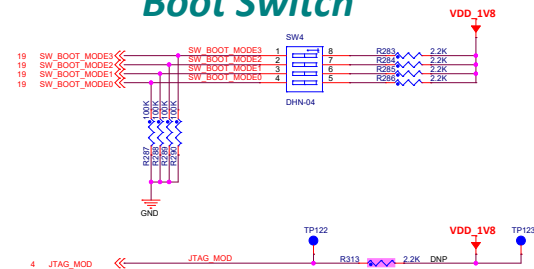 Boot Switch
VDD_1V8
SW4
19 SW_BOOT_MODE3 SW_BOOT_MODE3 1 8 R283 2.2K
19 SW_BOOT_MODE2 SW_BOOT_MODE2 2 7 R284 2.2K
19 SW_BOOT_MODE1 SW_BOOT_MODE1 3 6 R285 2.2K
19 SW_BOOT_MODE0 SW_BOOT_MODE0 4 5 R286 2.2K
DHN-04
100K 100K 100K 100K
R287 R288 R289 R290
GND
TP122 VDD_1V8 TP123
4 JTAG_MOD JTAG_MOD R313 2.2K DNP